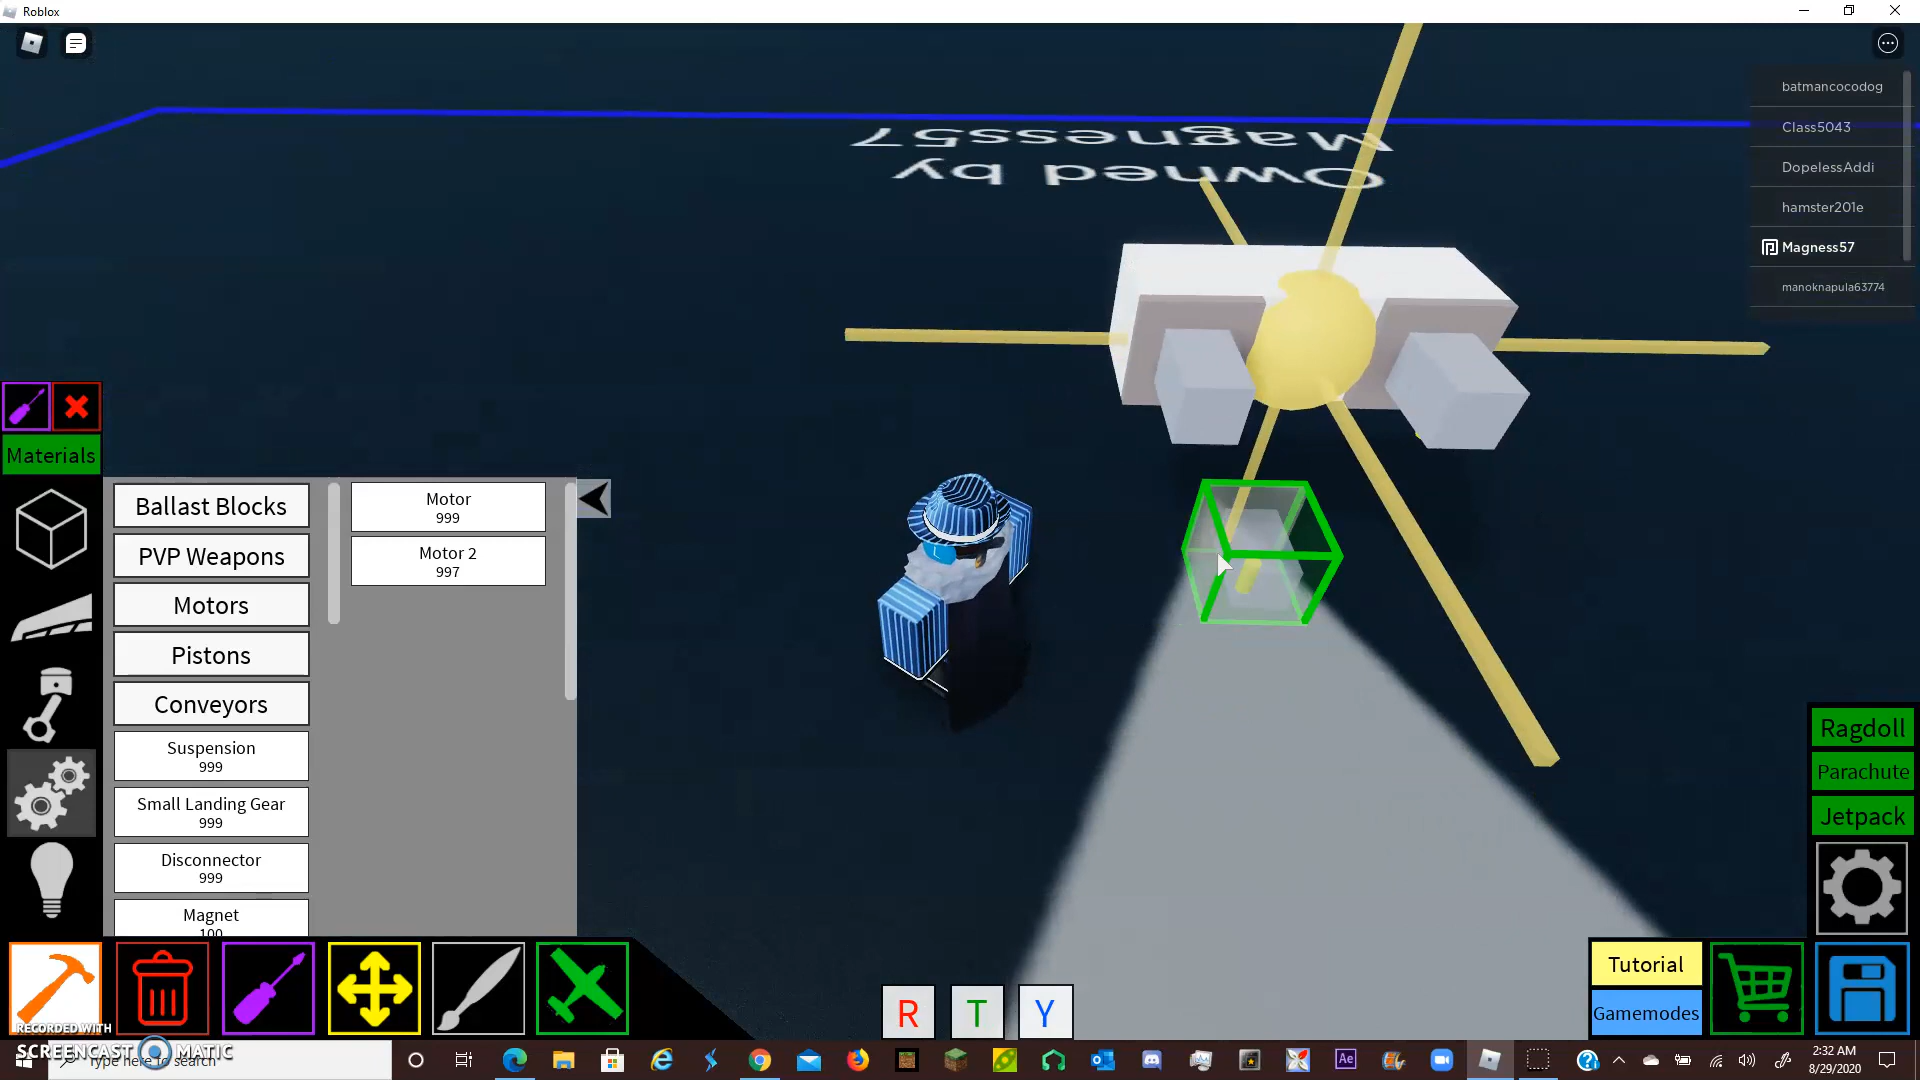 Roblox
batmancocodog
Class5043
DopelessAddi
hamster201e
Magness57
manoknapula63774
Owned by
Magness57
Materials
Ballast Blocks
PVP Weapons
Motors
Pistons
Conveyors
Suspension
999
Small Landing Gear
999
Disconnector
999
Magnet
100
Motor
999
Motor 2
997
Ragdoll
Parachute
Jetpack
Tutorial
Gamemodes
R T Y
RECORDED WITH
SCREENCAST MATIC
Type here to search
Ae
2:32 AM
8/29/2020